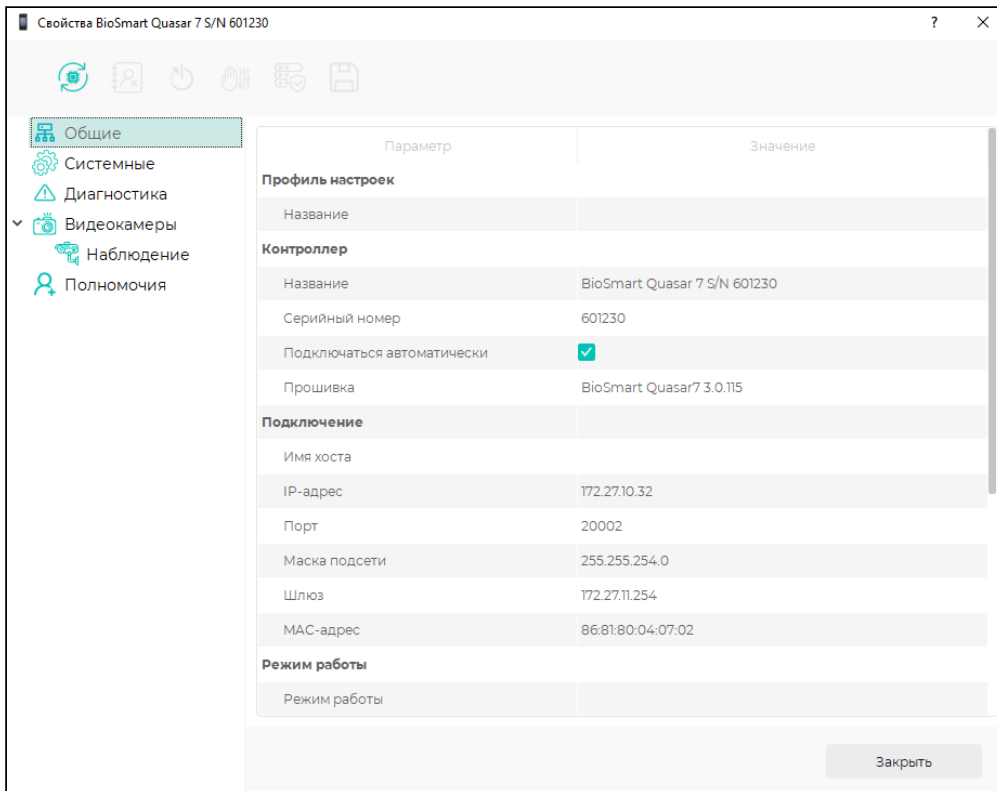 Свойства BioSmart Quasar 7 S/N 601230
?
Общие
Системные
Диагностика
Видеокамеры
Наблюдение
Полномочия
Параметр Значение
Профиль настроек
Название
Контроллер
Название BioSmart Quasar 7 S/N 601230
Серийный номер 601230
Подключаться автоматически
Прошивка BioSmart Quasar7 3.0.115
Подключение
Имя хоста
IP-адрес 172.27.10.32
Порт 20002
Маска подсети 255.255.254.0
Шлюз 172.27.11.254
MAC-адрес 86:81:80:04:07:02
Режим работы
Режим работы
Закрыть